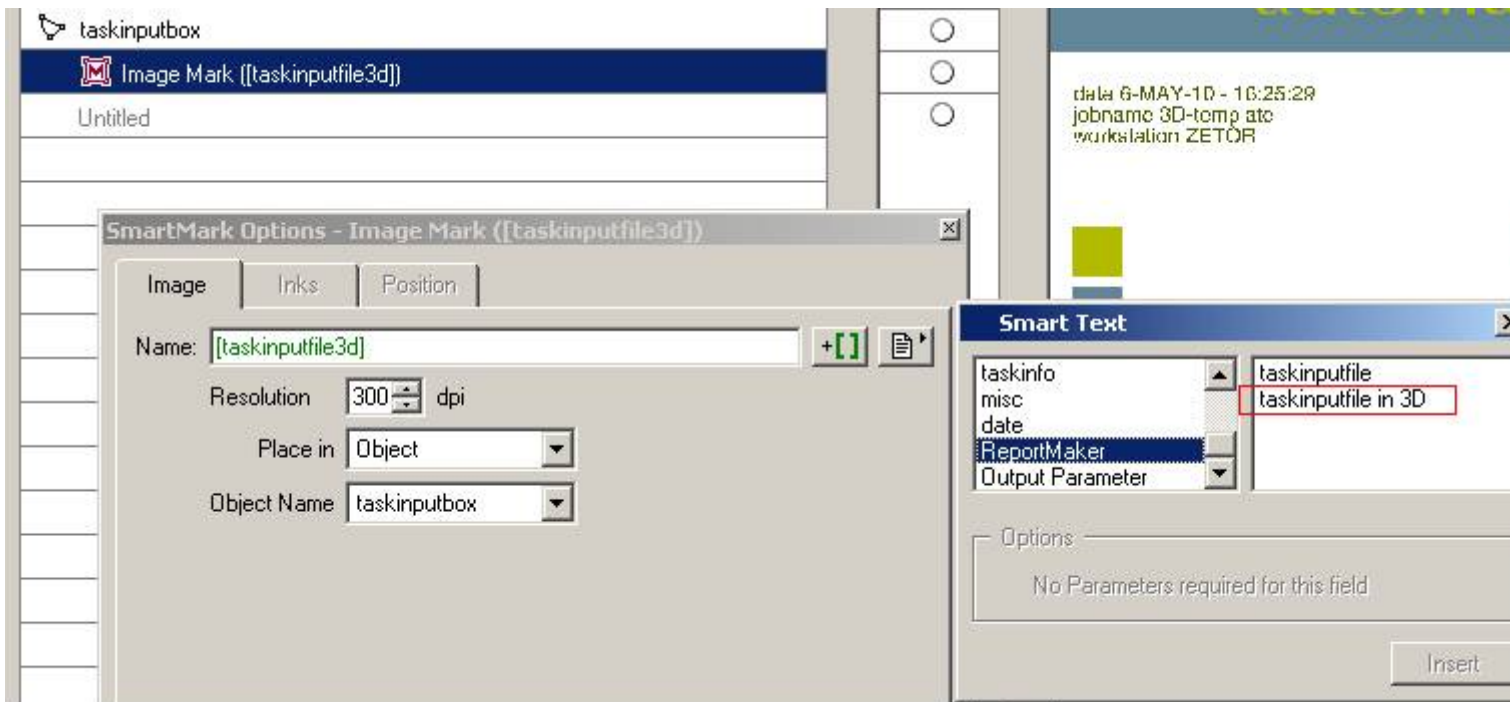 taskinputbox
Image Mark ([taskinputfile3d])
Untitled
data 6-MAY-10 - 16:25:29
jobname 3D-temp ate
workstation ZETOR
SmartMark Options - Image Mark ([taskinputfile3d])
Image
Inks
Position
Name: [taskinputfile3d]
+[]
Resolution 300 dpi
Place in Object
Object Name taskinputbox
Smart Text
taskinfo
misc
date
ReportMaker
Output Parameter
taskinputfile
taskinputfile in 3D
Options
No Parameters required for this field
Insert